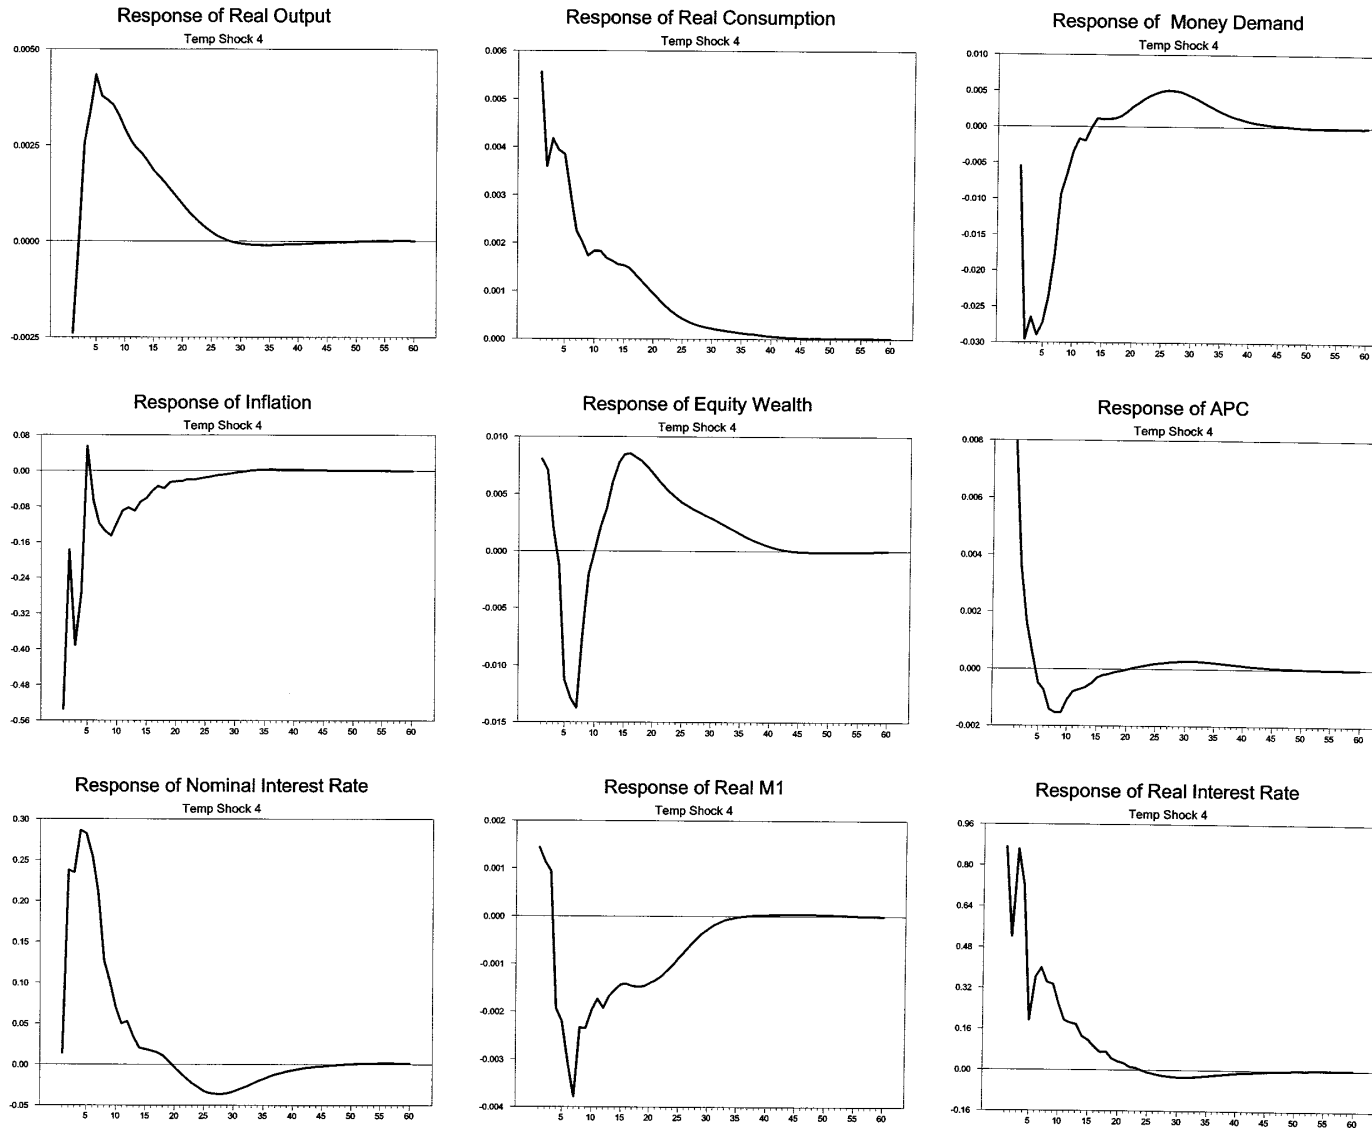 Response of Real Output
Temp Shock 4
0.0050
0.0025
0.0000
-0.0025
5 10 15 20 25 30 35 40 45 50 55 60
Response of Real Consumption
Temp Shock 4
0.006
0.005
0.004
0.003
0.002
0.001
0.000
5 10 15 20 25 30 35 40 45 50 55 60
Response of Money Demand
Temp Shock 4
0.010
0.005
0.000
-0.005
-0.010
-0.015
-0.020
-0.025
-0.030
5 10 15 20 25 30 35 40 45 50 55 60
Response of Inflation
Temp Shock 4
0.08
0.00
-0.08
-0.16
-0.24
-0.32
-0.40
-0.48
-0.56
5 10 15 20 25 30 35 40 45 50 55 60
Response of Equity Wealth
Temp Shock 4
0.010
0.005
0.000
-0.005
-0.010
-0.015
5 10 15 20 25 30 35 40 45 50 55 60
Response of APC
Temp Shock 4
0.008
0.006
0.004
0.002
0.000
-0.002
5 10 15 20 25 30 35 40 45 50 55 60
Response of Nominal Interest Rate
Temp Shock 4
0.30
0.25
0.20
0.15
0.10
0.05
0.00
-0.05
5 10 15 20 25 30 35 40 45 50 55 60
Response of Real M1
Temp Shock 4
0.002
0.001
0.000
-0.001
-0.002
-0.003
-0.004
5 10 15 20 25 30 35 40 45 50 55 60
Response of Real Interest Rate
Temp Shock 4
0.96
0.80
0.64
0.48
0.32
0.16
0.00
-0.16
5 10 15 20 25 30 35 40 45 50 55 60